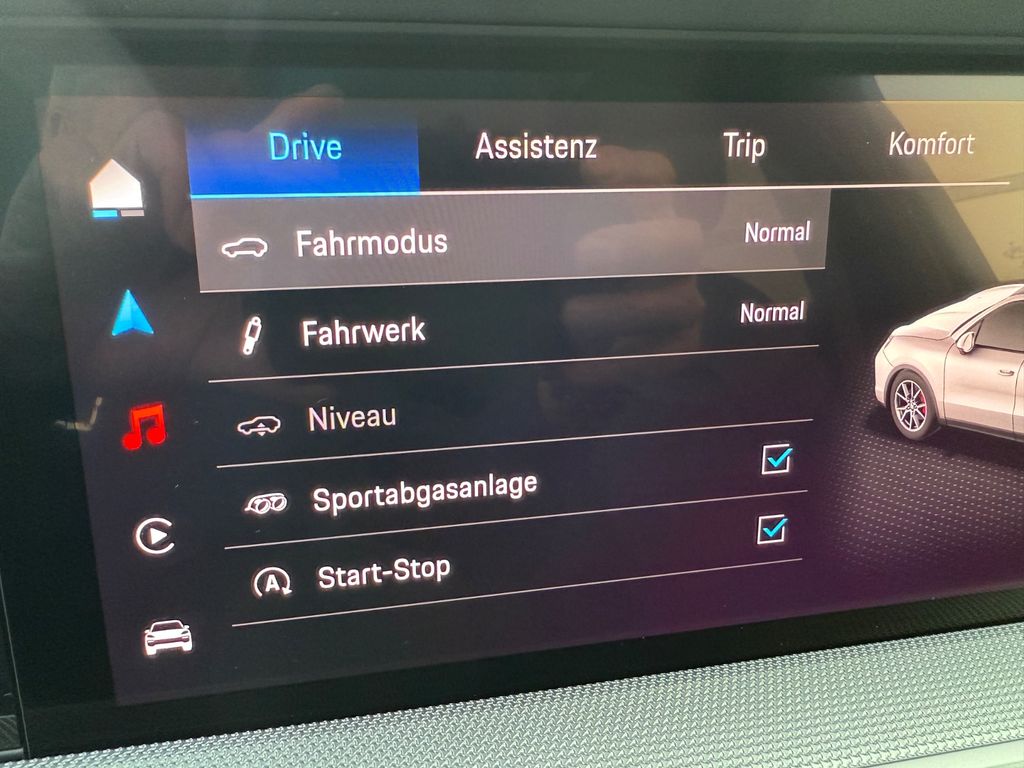 Drive Assistenz Trip Komfort
Fahrmodus Normal
Fahrwerk Normal
Niveau
Sportabgasanlage
A Start-Stop